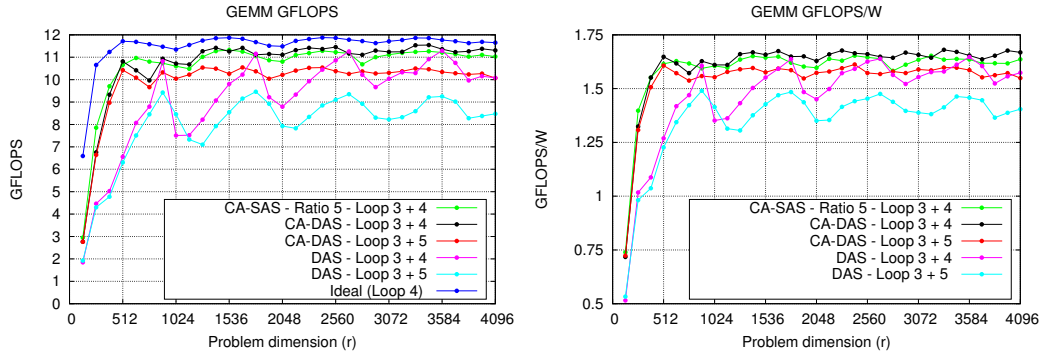 GEMM GFLOPS
12
11
10
9
8
7
6
5
4
3
2
1
0
GFLOPS
CA-SAS - Ratio 5 - Loop 3 + 4
CA-DAS - Loop 3 + 4
CA-DAS - Loop 3 + 5
DAS - Loop 3 + 4
DAS - Loop 3 + 5
Ideal (Loop 4)
0 512 1024 1536 2048 2560 3072 3584 4096
Problem dimension (r)
GEMM GFLOPS/W
1.75
1.5
1.25
1
0.75
0.5
GFLOPS/W
CA-SAS - Ratio 5 - Loop 3 + 4
CA-DAS - Loop 3 + 4
CA-DAS - Loop 3 + 5
DAS - Loop 3 + 4
DAS - Loop 3 + 5
0 512 1024 1536 2048 2560 3072 3584 4096
Problem dimension (r)